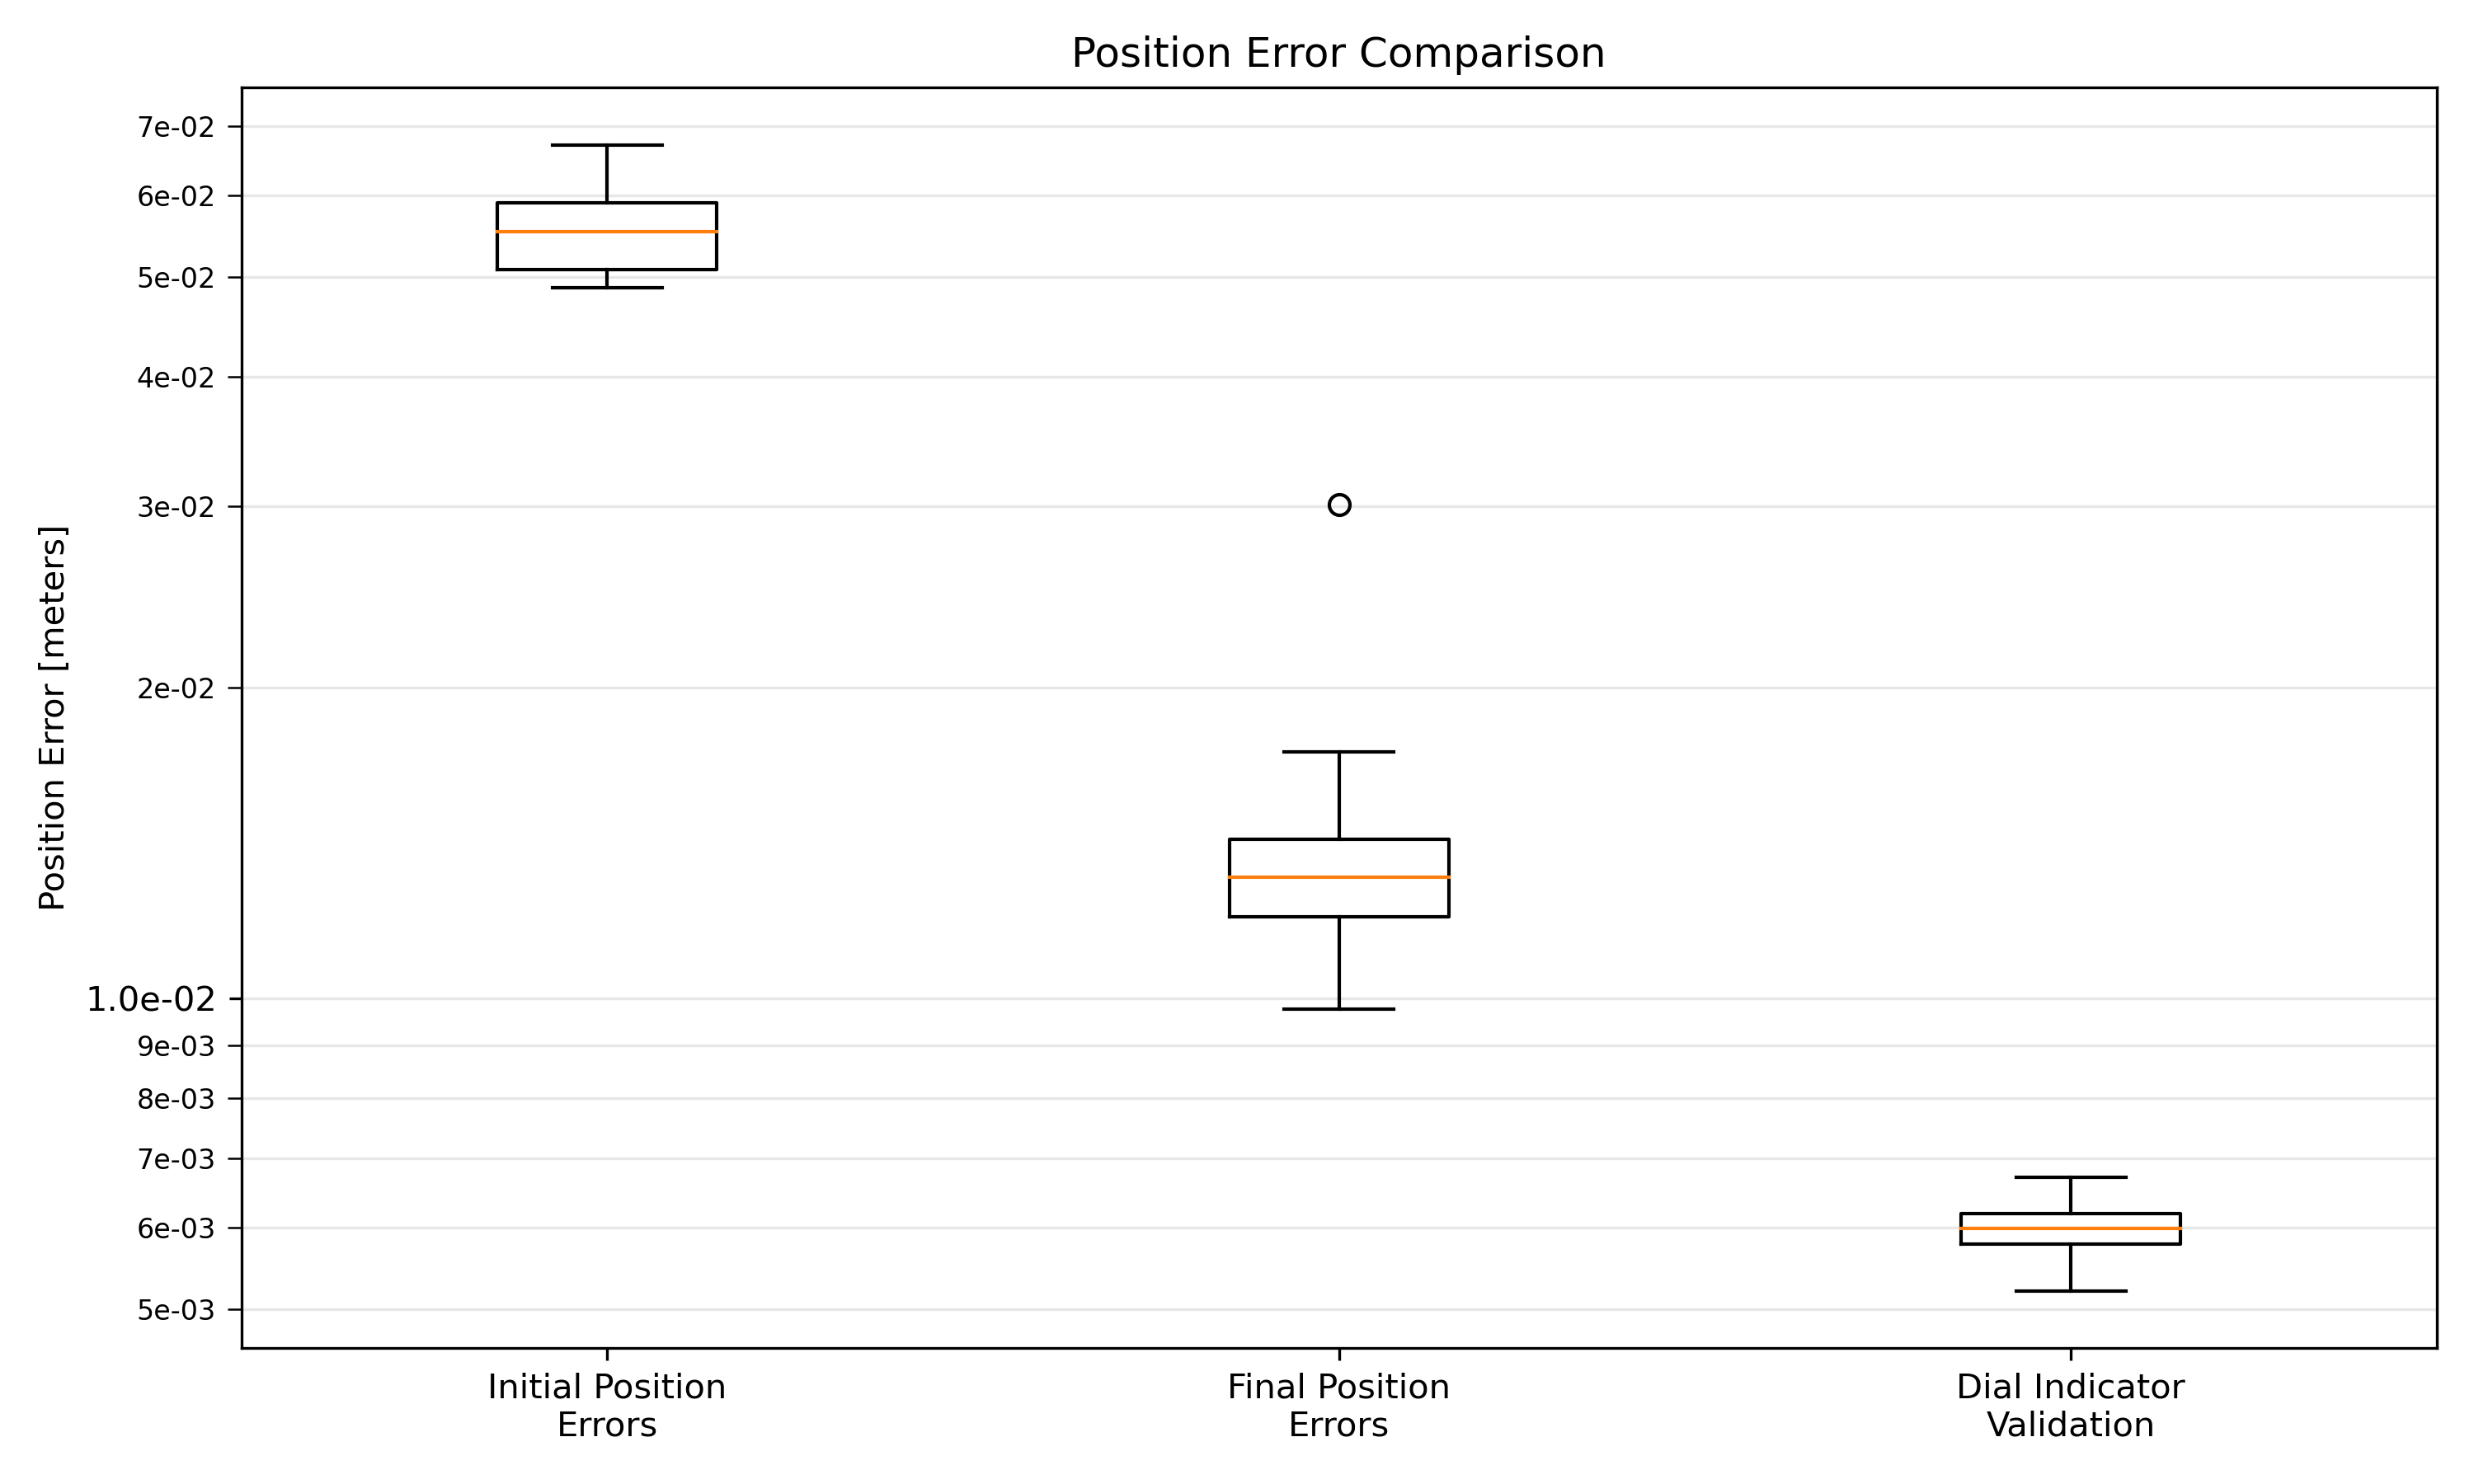 Position Error Comparison
Position Error [meters]
7e-02
6e-02
5e-02
4e-02
3e-02
2e-02
1.0e-02
9e-03
8e-03
7e-03
6e-03
5e-03
Initial Position
Errors
Final Position
Errors
Dial Indicator
Validation